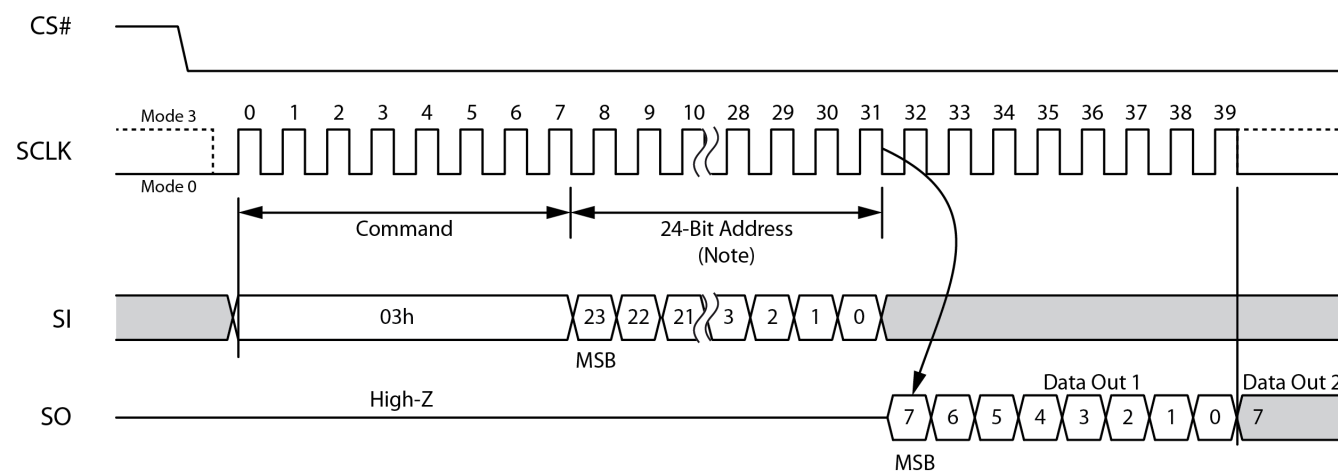 CS#
Mode 3
0 1 2 3 4 5 6 7 8 9 10 28 29 30 31 32 33 34 35 36 37 38 39
SCLK
Mode 0
Command
24-Bit Address
(Note)
SI
03h
23 22 21 3 2 1 0
MSB
Data Out 1
Data Out 2
High-Z
SO
7 6 5 4 3 2 1 0 7
MSB